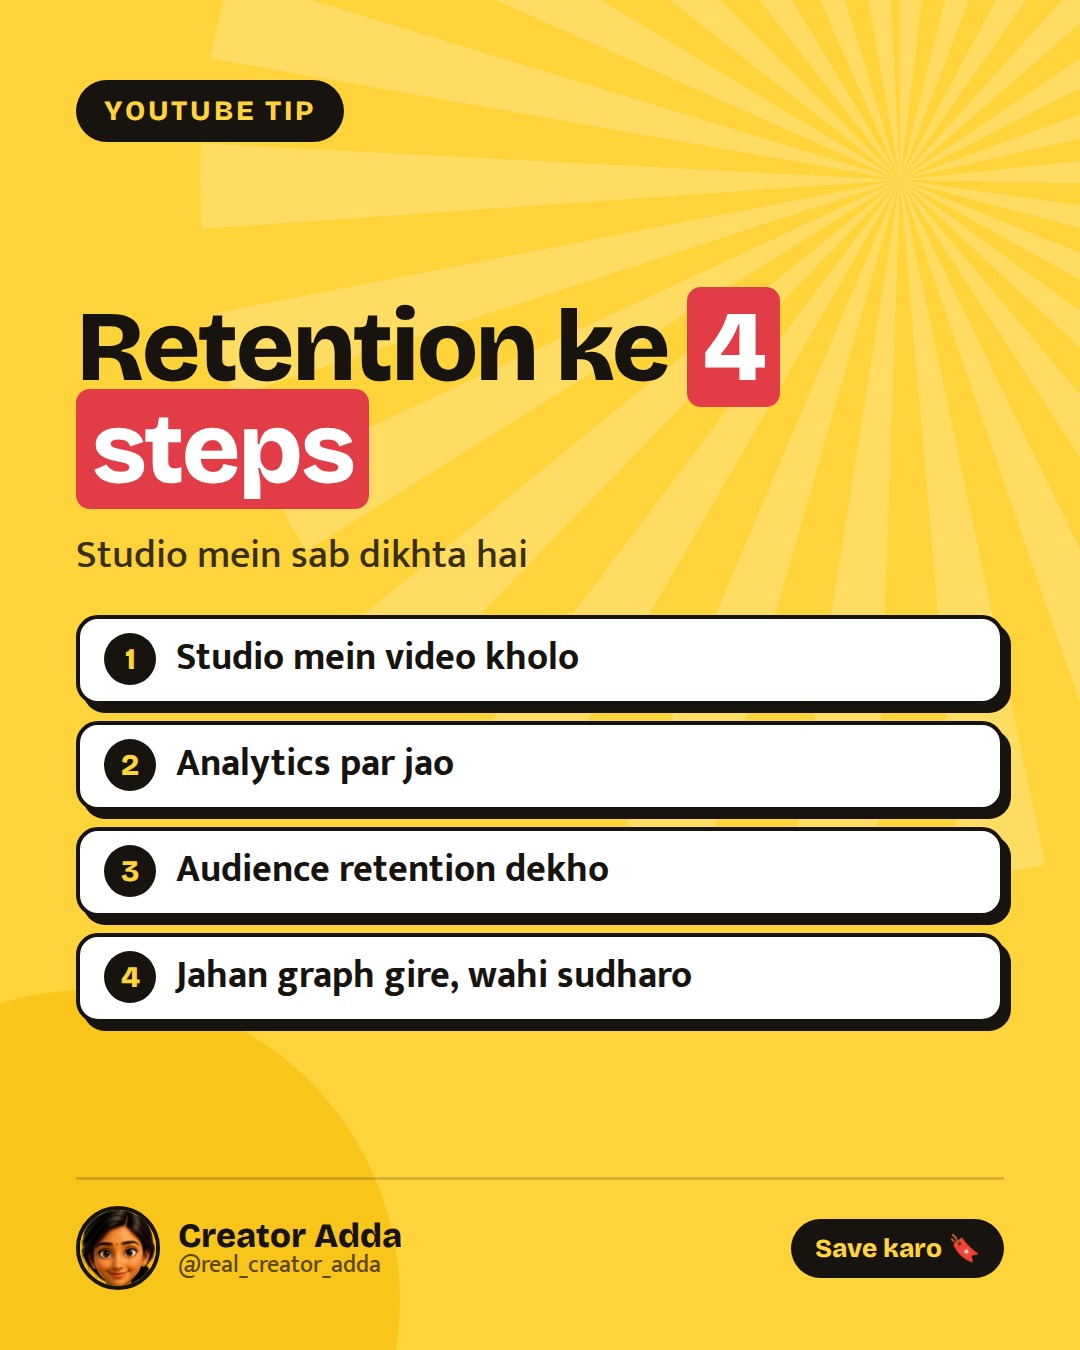 YOUTUBE TIP
Retention ke 4
steps
Studio mein sab dikhta hai
1 Studio mein video kholo
2 Analytics par jao
3 Audience retention dekho
4 Jahan graph gire, wahi sudharo
Creator Adda
@real_creator_adda
Save karo 🔖